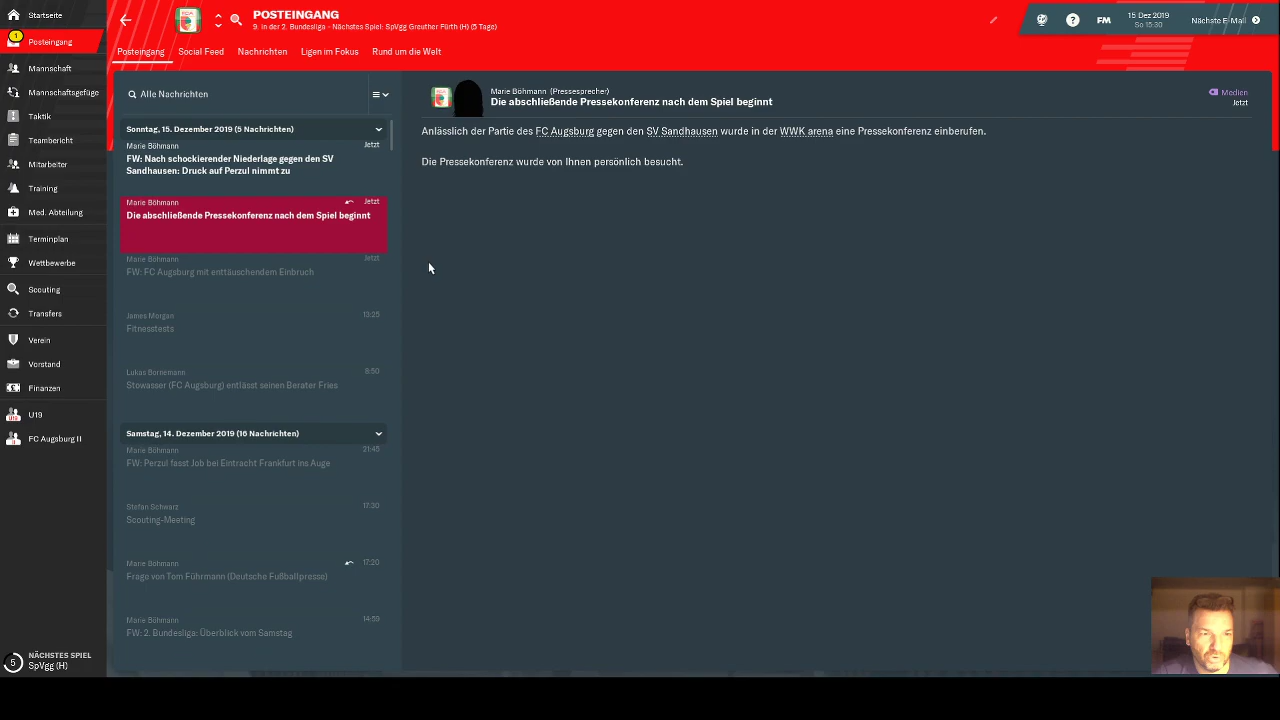 Startseite
1
Posteingang
Mannschaft
Mannschaftsgefüge
Taktik
Teambericht
Mitarbeiter
Training
Med. Abteilung
Terminplan
Wettbewerbe
Scouting
Transfers
Verein
Vorstand
Finanzen
U19
FC Augsburg II
5
NÄCHSTES SPIEL
SpVgg (H)
POSTEINGANG
9. in der 2. Bundesliga - Nächstes Spiel: SpVgg Greuther Fürth (H) (5 Tage)
FM
15 Dez 2019
So 15:30
NÄCHSTE E-MAIL
Posteingang
Social Feed
Nachrichten
Ligen im Fokus
Rund um die Welt
Alle Nachrichten
Sonntag, 15. Dezember 2019 (5 Nachrichten)
Marie Böhmann
Jetzt
FW: Nach schockierender Niederlage gegen den SV
Sandhausen: Druck auf Perzul nimmt zu
Marie Böhmann
Jetzt
Die abschließende Pressekonferenz nach dem Spiel beginnt
Marie Böhmann
Jetzt
FW: FC Augsburg mit enttäuschendem Einbruch
James Morgan
13:25
Fitnesstests
Lukas Bornemann
8:50
Stowasser (FC Augsburg) entlässt seinen Berater Fries
Samstag, 14. Dezember 2019 (16 Nachrichten)
Marie Böhmann
21:45
FW: Perzul fasst Job bei Eintracht Frankfurt ins Auge
Stefan Schwarz
17:30
Scouting-Meeting
Marie Böhmann
17:20
Frage von Tom Führmann (Deutsche Fußballpresse)
Marie Böhmann
14:59
FW: 2. Bundesliga: Überblick vom Samstag
Marie Böhmann (Pressesprecher)
Die abschließende Pressekonferenz nach dem Spiel beginnt
Medien
Jetzt
Anlässlich der Partie des FC Augsburg gegen den SV Sandhausen wurde in der WWK arena eine Pressekonferenz einberufen.
Die Pressekonferenz wurde von Ihnen persönlich besucht.